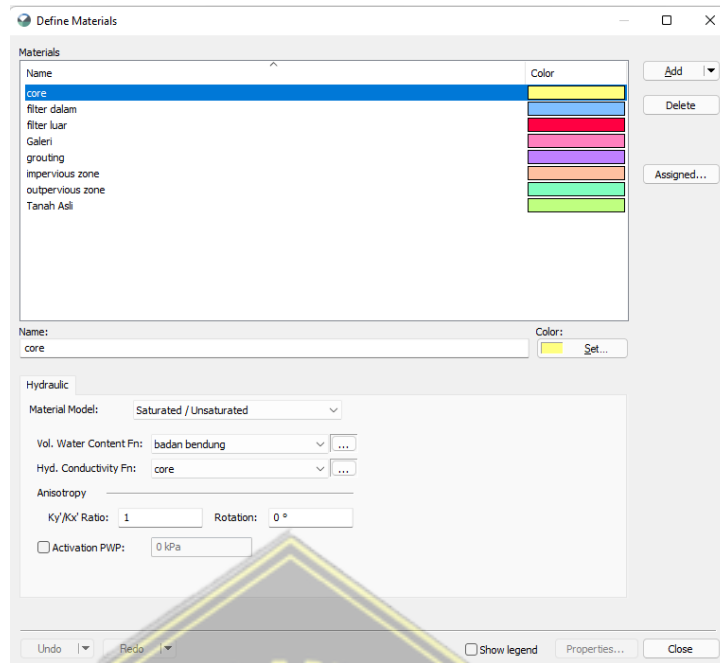 Define Materials
Materials
Name Color
core
filter dalam
filter luar
Galeri
grouting
impervious zone
outpervious zone
Tanah Asli
Add
Delete
Assigned...
Name: Color:
core Set...
Hydraulic
Material Model: Saturated / Unsaturated
Vol. Water Content Fn: badan bendung ...
Hyd. Conductivity Fn: core ...
Anisotropy
Ky'/Kx' Ratio: 1 Rotation: 0 °
Activation PWP: 0 kPa
Undo Redo Show legend Properties... Close